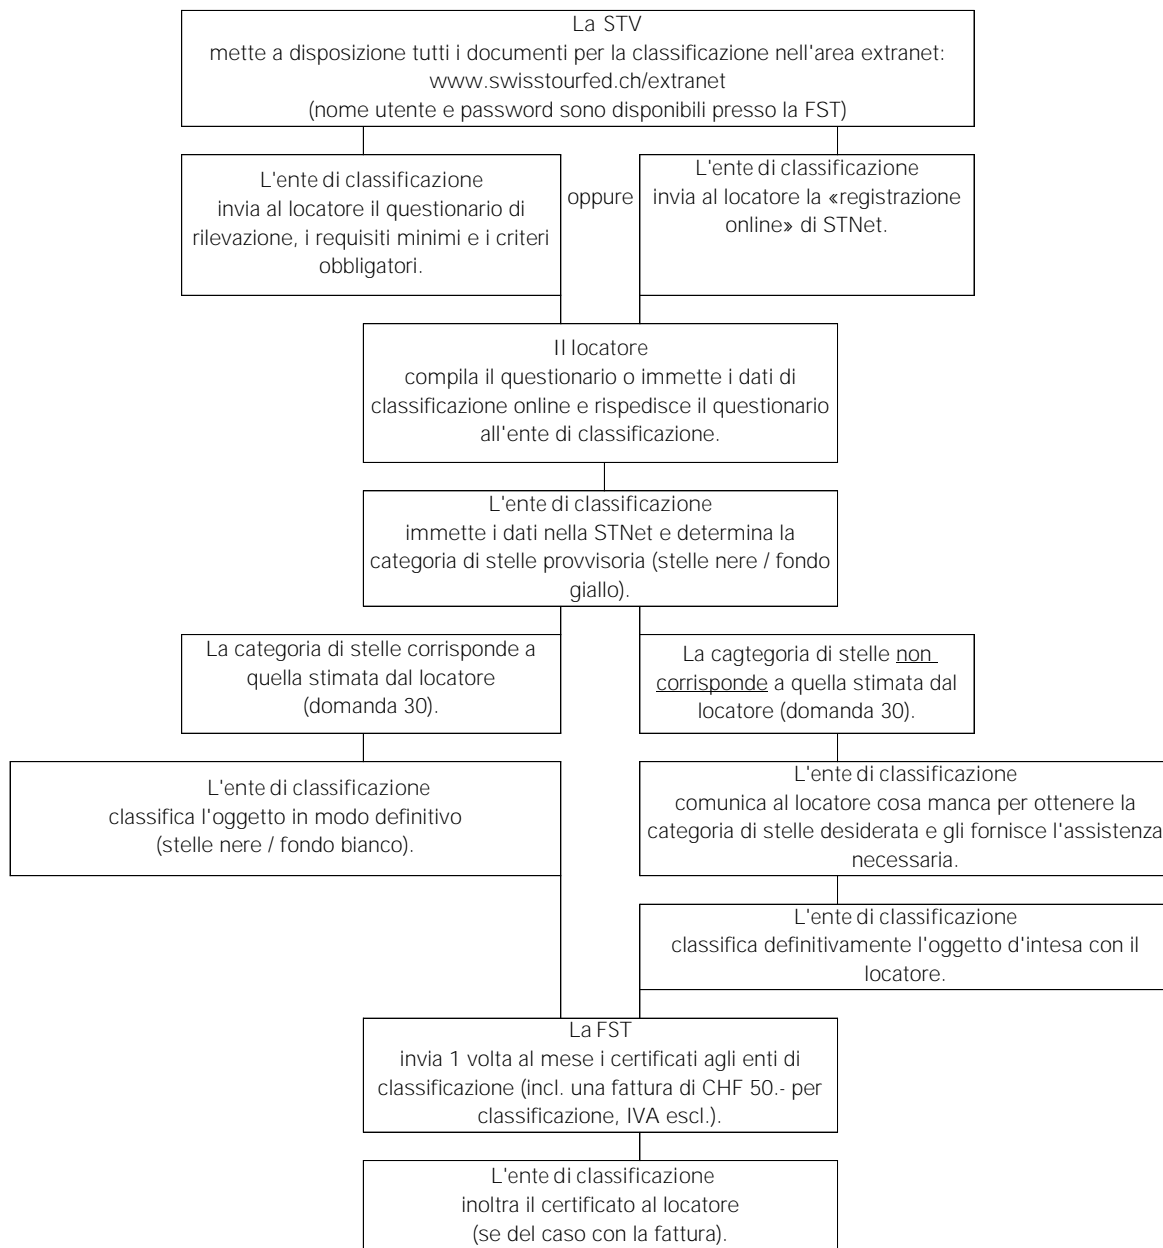 La STV
mette a disposizione tutti i documenti per la classificazione nell'area extranet:
www.swisstourfed.ch/extranet
(nome utente e password sono disponibili presso la FST)
L'ente di classificazione
invia al locatore il questionario di
rilevazione, i requisiti minimi e i criteri
obbligatori.
oppure
L'ente di classificazione
invia al locatore la «registrazione
online» di STNet.
Il locatore
compila il questionario o immette i dati di
classificazione online e rispedisce il questionario
all'ente di classificazione.
L'ente di classificazione
immette i dati nella STNet e determina la
categoria di stelle provvisoria (stelle nere / fondo
giallo).
La categoria di stelle corrisponde a
quella stimata dal locatore
(domanda 30).
La cagtegoria di stelle non
corrisponde a quella stimata dal
locatore (domanda 30).
L'ente di classificazione
classifica l'oggetto in modo definitivo
(stelle nere / fondo bianco).
L'ente di classificazione
comunica al locatore cosa manca per ottenere la
categoria di stelle desiderata e gli fornisce l'assistenza
necessaria.
L'ente di classificazione
classifica definitivamente l'oggetto d'intesa con il
locatore.
La FST
invia 1 volta al mese i certificati agli enti di
classificazione (incl. una fattura di CHF 50.- per
classificazione, IVA escl.).
L'ente di classificazione
inoltra il certificato al locatore
(se del caso con la fattura).